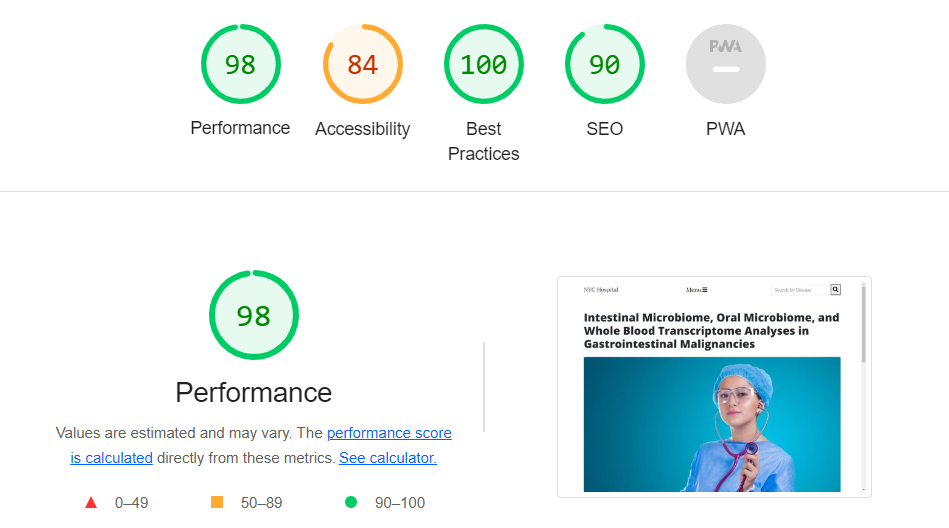 98
84
100
90
PWA
Performance
Accessibility
Best
Practices
SEO
PWA
98
Performance
Values are estimated and may vary. The performance score
is calculated directly from these metrics. See calculator.
0–49
50–89
90–100
NYC Hospital
Menu
Search by Disease
Intestinal Microbiome, Oral Microbiome, and
Whole Blood Transcriptome Analyses in
Gastrointestinal Malignancies